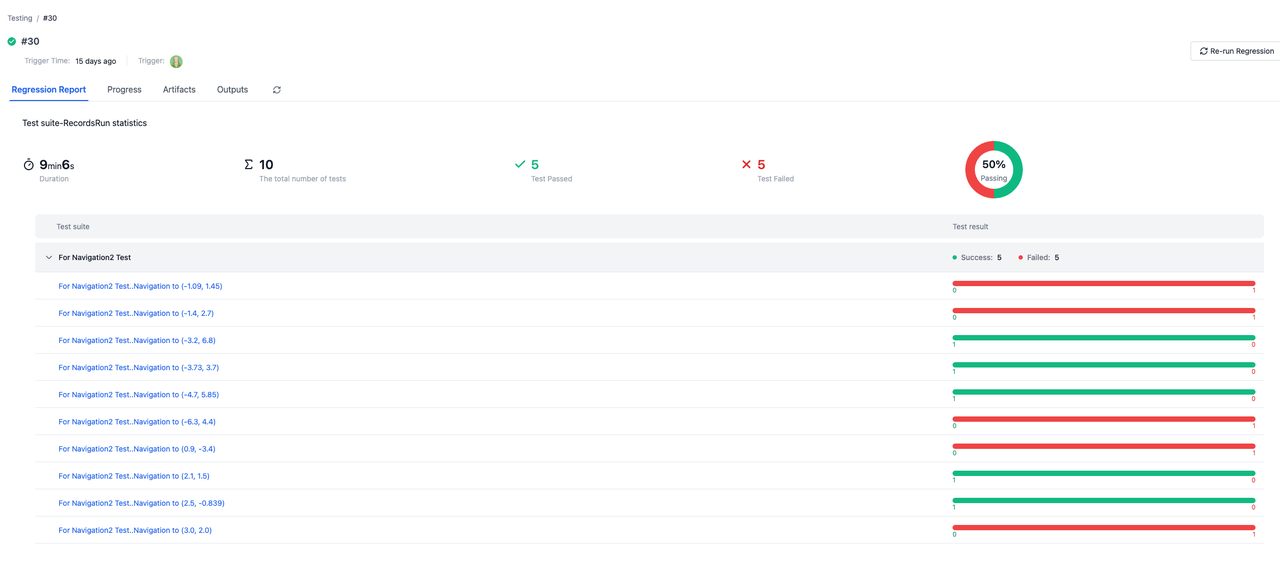 Testing / #30
#30
Re-run Regression
Trigger Time: 15 days ago Trigger:
Regression Report Progress Artifacts Outputs
Test suite-RecordsRun statistics
9min6s 10 5 5 50%
Duration The total number of tests Test Passed Test Failed Passing
Test suite Test result
For Navigation2 Test Success: 5 Failed: 5
For Navigation2 Test..Navigation to (-1.09, 1.45)
0 1
For Navigation2 Test..Navigation to (-1.4, 2.7)
0 1
For Navigation2 Test..Navigation to (-3.2, 6.8)
1 0
For Navigation2 Test..Navigation to (-3.73, 3.7)
1 0
For Navigation2 Test..Navigation to (-4.7, 5.85)
1 0
For Navigation2 Test..Navigation to (-6.3, 4.4)
0 1
For Navigation2 Test..Navigation to (0.9, -3.4)
0 1
For Navigation2 Test..Navigation to (2.1, 1.5)
1 0
For Navigation2 Test..Navigation to (2.5, -0.839)
1 0
For Navigation2 Test..Navigation to (3.0, 2.0)
0 1